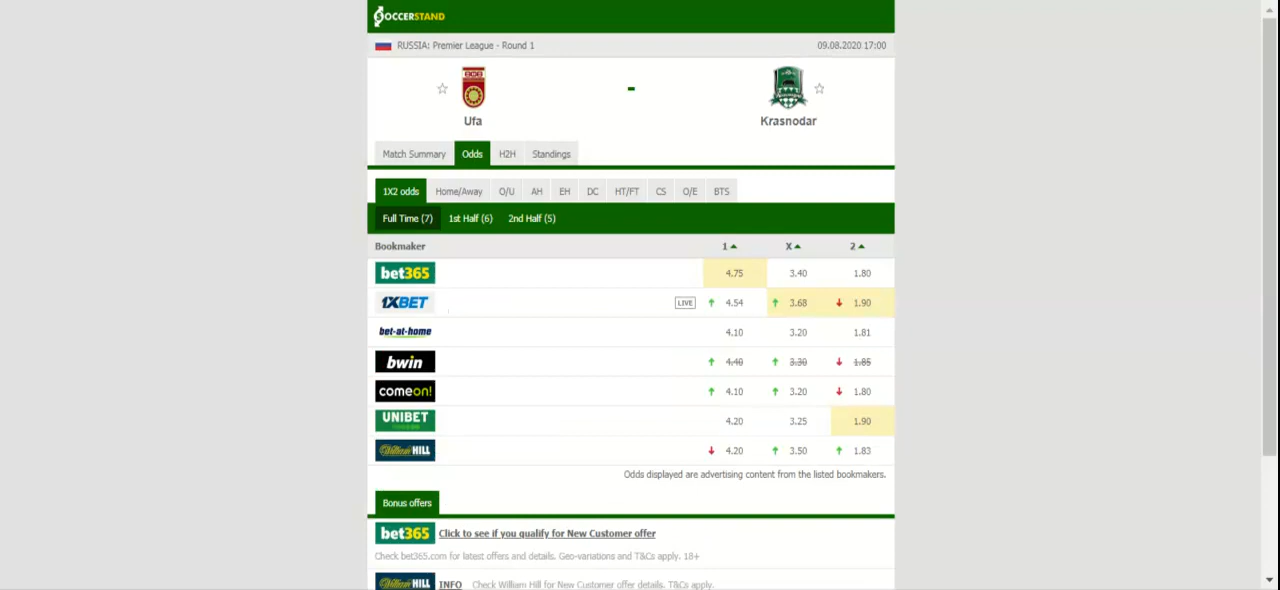 SOCCERSTAND
RUSSIA: Premier League - Round 1 09.08.2020 17:00
-
Ufa Krasnodar
Match Summary Odds H2H Standings
1X2 odds Home/Away O/U AH EH DC HT/FT CS O/E BTS
Full Time (7) 1st Half (6) 2nd Half (5)
Bookmaker 1 X 2
bet365 4.75 3.40 1.80
1XBET LIVE 4.54 3.68 1.90
bet-at-home 4.10 3.20 1.81
bwin 4.40 3.30 1.85
comeon! 4.10 3.20 1.80
UNIBET 4.20 3.25 1.90
William HILL 4.20 3.50 1.83
Odds displayed are advertising content from the listed bookmakers.
Bonus offers
bet365 Click to see if you qualify for New Customer offer
Check bet365.com for latest offers and details. Geo-variations and T&Cs apply. 18+
William HILL INFO Check William Hill for New Customer offer details. T&Cs apply.